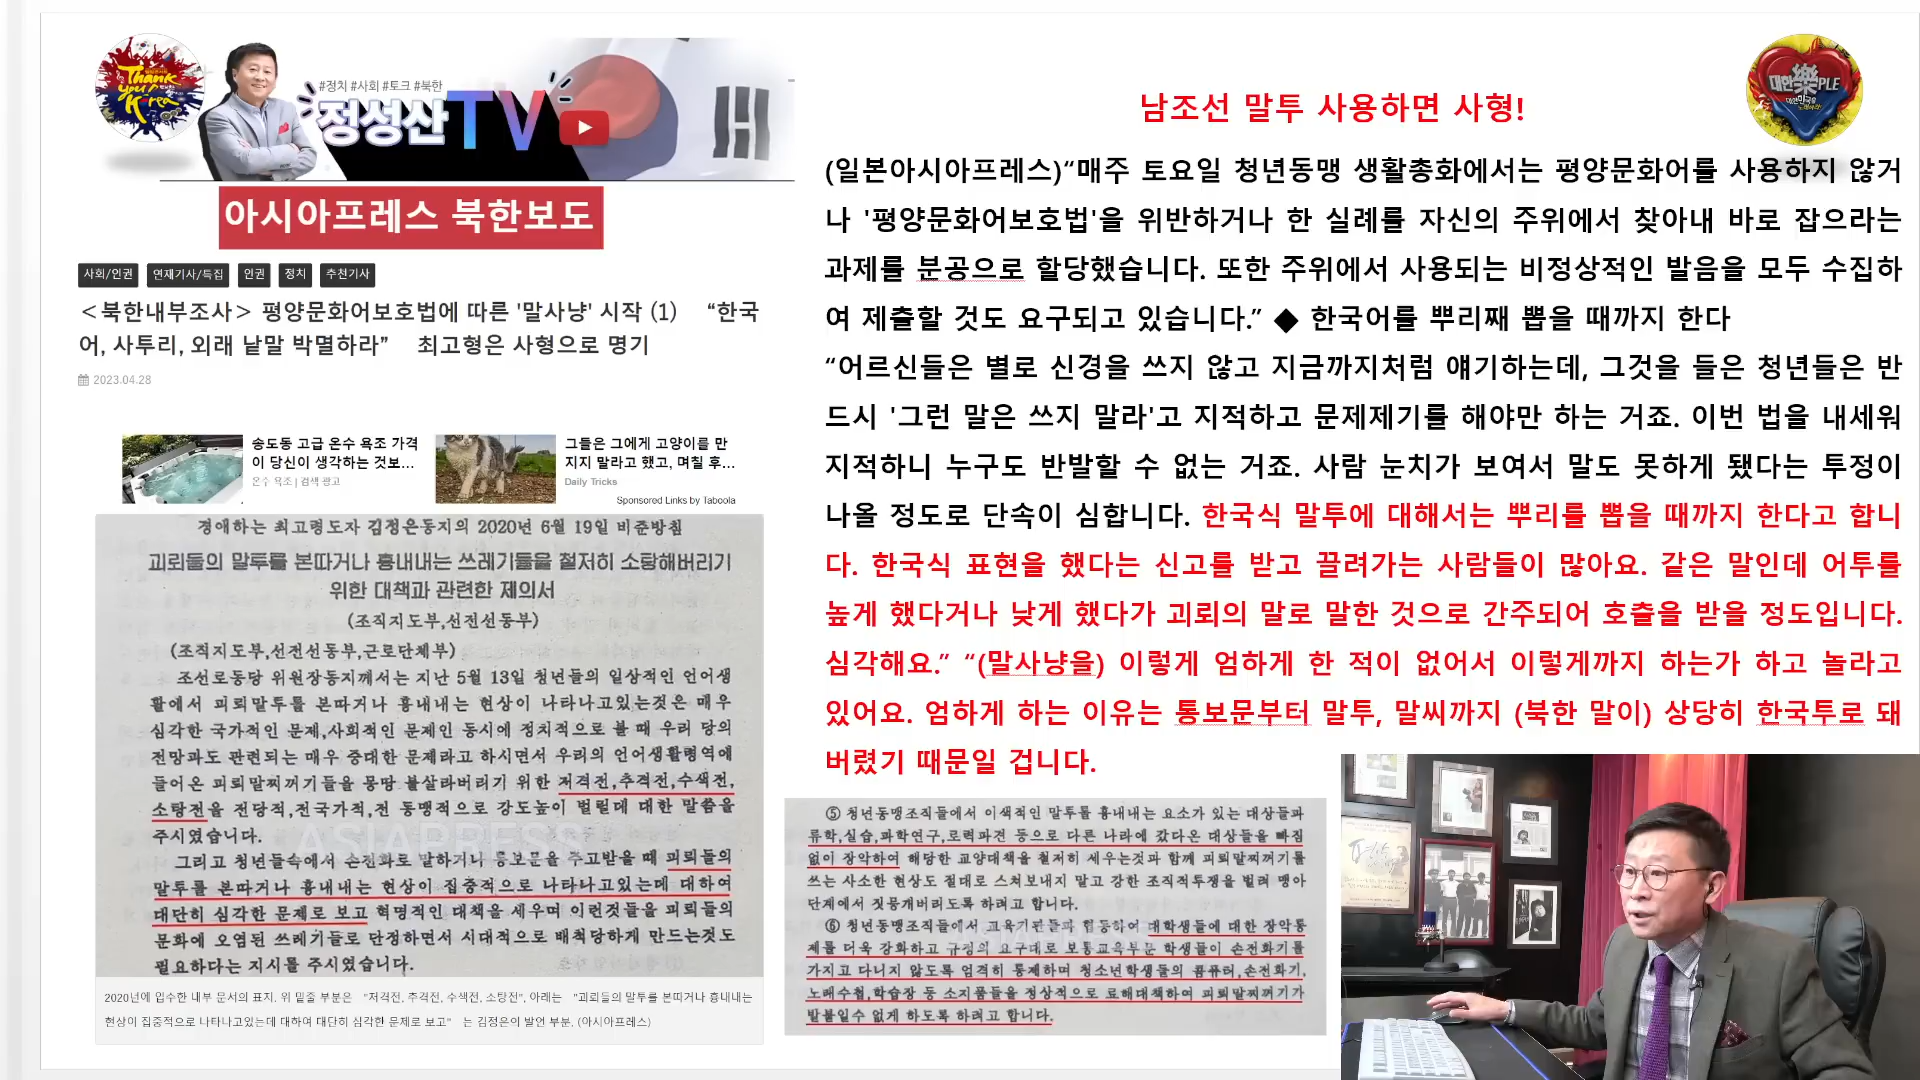 Thank you Korea
#정치 #사회 #토크 #북한
정성산TV
아시아프레스 북한보도
사회/인권 연재기사/특집 인권 정치 추천기사
<북한내부조사> 평양문화어보호법에 따른 '말사냥' 시작 (1) “한국
어, 사투리, 외래 낱말 박멸하라” 최고형은 사형으로 명기
2023.04.28
송도동 고급 온수 욕조 가격
이 당신이 생각하는 것보...
온수 욕조 | 검색 광고
그들은 그에게 고양이를 만
지지 말라고 했고, 며칠 후...
Daily Tricks
Sponsored Links by Taboola
경애하는 최고령도자 김정은동지의 2020년 6월 19일 비준방침
괴뢰들의 말투를 본따거나 흉내내는 쓰레기들을 철저히 소탕해버리기
위한 대책과 관련한 제의서
(조직지도부,선전선동부)
(조직지도부,선전선동부,근로단체부)
조선로동당 위원장동지께서는 지난 5월 13일 청년들의 일상적인 언어생
활에서 괴뢰말투를 본따거나 흉내내는 현상이 나타나고있는것은 매우
심각한 국가적인 문제,사회적인 문제인 동시에 정치적으로 볼 때 우리 당의
전망과도 관련되는 매우 중대한 문제라고 하시면서 우리의 언어생활령역에
들어온 괴뢰말찌꺼기들을 몽땅 불살라버리기 위한 저격전,추격전,수색전,
소탕전을 전당적,전국가적,전 동맹적으로 강도높이 벌릴데 대한 말씀을
주시였습니다.
그리고 청년들속에서 손전화로 말하거나 통보문을 주고받을 때 괴뢰들의
말투를 본따거나 흉내내는 현상이 집중적으로 나타나고있는데 대하여
대단히 심각한 문제로 보고 혁명적인 대책을 세우며 이런것들을 괴뢰들의
문화에 오염된 쓰레기들로 단정하면서 시대적으로 배척당하게 만드는것도
필요하다는 지시를 주시였습니다.
ASIAPRESS
2020년에 입수한 내부 문서의 표지. 위 밑줄 부분은 "저격전, 추격전, 수색전, 소탕전", 아래는 "괴뢰들의 말투를 본따거나 흉내내는
현상이 집중적으로 나타나고있는데 대하여 대단히 심각한 문제로 보고" 는 김정은이 발언 부분. (아시아프레스)
대한樂PLE
남조선 말투 사용하면 사형!
(일본아시아프레스)“매주 토요일 청년동맹 생활총화에서는 평양문화어를 사용하지 않거
나 '평양문화어보호법'을 위반하거나 한 실례를 자신의 주위에서 찾아내 바로 잡으라는
과제를 분공으로 할당했습니다. 또한 주위에서 사용되는 비정상적인 발음을 모두 수집하
여 제출할 것도 요구되고 있습니다.” ◆ 한국어를 뿌리째 뽑을 때까지 한다
“어르신들은 별로 신경을 쓰지 않고 지금까지처럼 얘기하는데, 그것을 들은 청년들은 반
드시 '그런 말은 쓰지 말라'고 지적하고 문제제기를 해야만 하는 거죠. 이번 법을 내세워
지적하니 누구도 반발할 수 없는 거죠. 사람 눈치가 보여서 말도 못하게 됐다는 투정이
나올 정도로 단속이 심합니다. 한국식 말투에 대해서는 뿌리를 뽑을 때까지 한다고 합니
다. 한국식 표현을 했다는 신고를 받고 끌려가는 사람들이 많아요. 같은 말인데 어투를
높게 했다거나 낮게 했다가 괴뢰의 말로 말한 것으로 간주되어 호출을 받을 정도입니다.
심각해요.” “(말사냥을) 이렇게 엄하게 한 적이 없어서 이렇게까지 하는가 하고 놀라고
있어요. 엄하게 하는 이유는 통보문부터 말투, 말씨까지 (북한 말이) 상당히 한국투로 돼
버렸기 때문일 겁니다.
⑤ 청년동맹조직들에서 이색적인 말투를 흉내내는 요소가 있는 대상들과
류학,실습,과학연구,로력파견 등으로 다른 나라에 갔다온 대상들을 빠짐
없이 장악하여 해당한 교양대책을 철저히 세우는것과 함께 괴뢰말찌꺼기를
쓰는 사소한 현상도 절대로 스쳐보내지 말고 강한 조직적투쟁을 벌려 맹아
단계에서 짓뭉개버리도록 하려고 합니다.
⑥ 청년동맹조직들에서 교육기관들과 협동하여 대학생들에 대한 장악통
제를 더욱 강화하고 규정의 요구대로 보통교육부문 학생들이 손전화기를
가지고 다니지 않도록 엄격히 통제하며 청소년학생들의 콤퓨터,손전화기,
노래수첩,학습장 등 소지품들을 정상적으로 료해대책하여 괴뢰말찌꺼기가
발붙일수 없게 하도록 하려고 합니다.